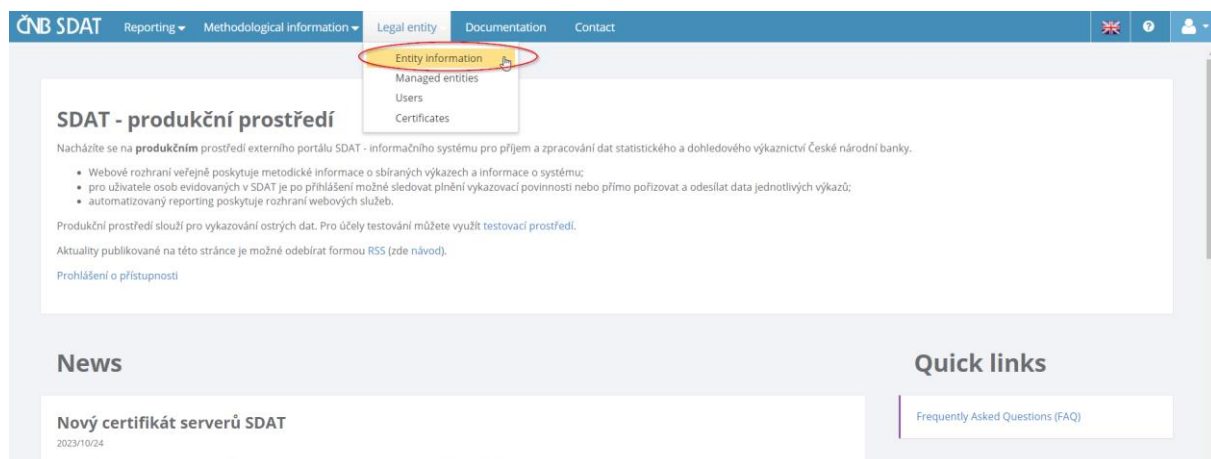 ČNB SDAT Reporting Methodological information Legal entity Documentation Contact
Entity information
Managed entities
Users
Certificates
SDAT - produkční prostředí
Nacházíte se na produkčním prostředí externího portálu SDAT - informačního systému pro příjem a zpracování dat statistického a dohledového výkaznictví České národní banky.
Webové rozhraní veřejně poskytuje metodické informace o sbíraných výkazech a informace o systému;
pro uživatele osob evidovaných v SDAT je po přihlášení možné sledovat plnění vykazovací povinnosti nebo přímo pořizovat a odesílat data jednotlivých výkazů;
automatizovaný reporting poskytuje rozhraní webových služeb.
Produkční prostředí slouží pro vykazování ostrých dat. Pro účely testování můžete využít testovací prostředí.
Aktuality publikované na této stránce je možné odebírat formou RSS (zde návod).
Prohlášení o přístupnosti
News
Quick links
Nový certifikát serverů SDAT
2023/10/24
Frequently Asked Questions (FAQ)